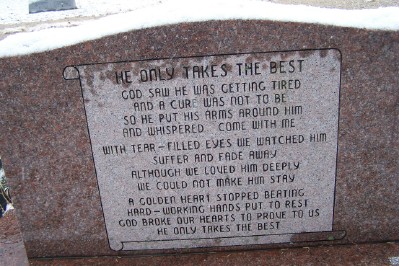 HE ONLY TAKES THE BEST
GOD SAW HE WAS GETTING TIRED
AND A CURE WAS NOT TO BE
SO HE PUT HIS ARMS AROUND HIM
AND WHISPERED COME WITH ME
WITH TEAR-FILLED EYES WE WATCHED HIM
SUFFER AND FADE AWAY
ALTHOUGH WE LOVED HIM DEEPLY
WE COULD NOT MAKE HIM STAY
A GOLDEN HEART STOPPED BEATING
HARD-WORKING HANDS PUT TO REST
GOD BROKE OUR HEARTS TO PROVE TO US
HE ONLY TAKES THE BEST